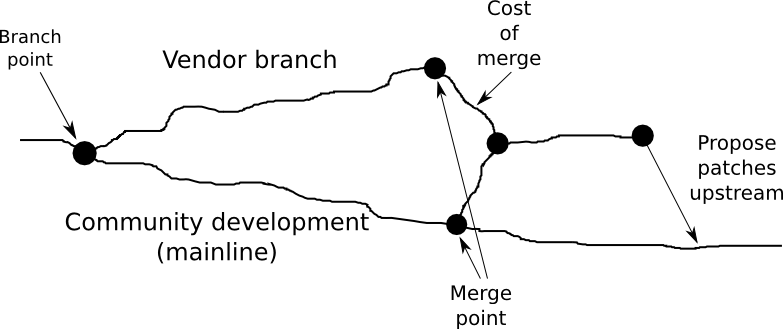 Branch
point
Vendor branch
Cost
of
merge
Propose
patches
upstream
Community development
(mainline)
Merge
point